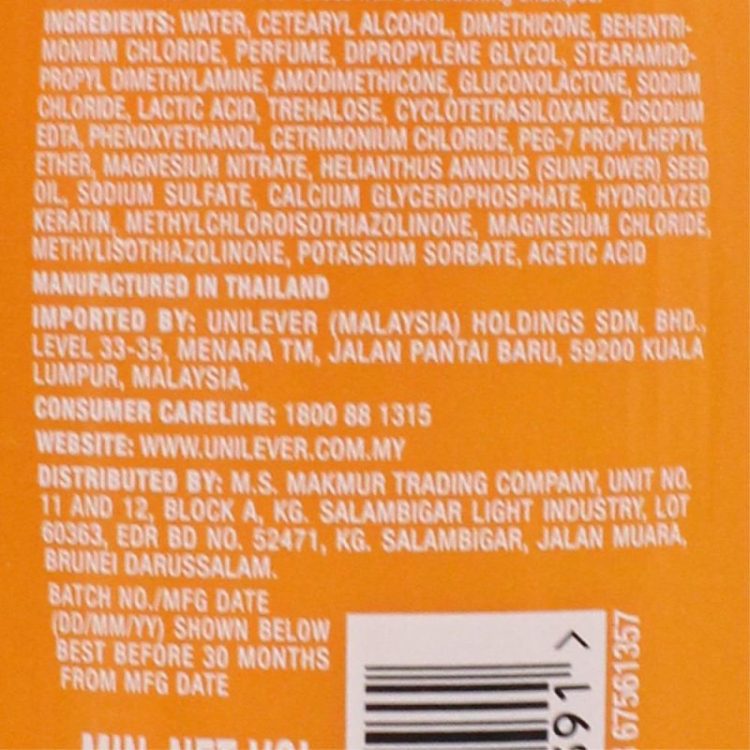 INGREDIENTS: WATER, CETEARYL ALCOHOL, DIMETHICONE, BEHENTRI-
MONIUM CHLORIDE, PERFUME, DIPROPYLENE GLYCOL, STEARAMIDO-
PROPYL DIMETHYLAMINE, AMODIMETHICONE, GLUCONOLACTONE, SODIUM
CHLORIDE, LACTIC ACID, TREHALOSE, CYCLOTETRASILOXANE, DISODIUM
EDTA, PHENOXYETHANOL, CETRIMONIUM CHLORIDE, PEG-7 PROPYLHEPTYL
ETHER, MAGNESIUM NITRATE, HELIANTHUS ANNUUS (SUNFLOWER) SEED
OIL, SODIUM SULFATE, CALCIUM GLYCEROPHOSPHATE, HYDROLYZED
KERATIN, METHYLCHLOROISOTHIAZOLINONE, MAGNESIUM CHLORIDE,
METHYLISOTHIAZOLINONE, POTASSIUM SORBATE, ACETIC ACID
MANUFACTURED IN THAILAND
IMPORTED BY: UNILEVER (MALAYSIA) HOLDINGS SDN. BHD.,
LEVEL 33-35, MENARA TM, JALAN PANTAI BARU, 59200 KUALA
LUMPUR, MALAYSIA.
CONSUMER CARELINE: 1800 88 1315
WEBSITE: WWW.UNILEVER.COM.MY
DISTRIBUTED BY: M.S. MAKMUR TRADING COMPANY, UNIT NO.
11 AND 12, BLOCK A, KG. SALAMBIGAR LIGHT INDUSTRY, LOT
60363, EDR BD NO. 52471, KG. SALAMBIGAR, JALAN MUARA,
BRUNEI DARUSSALAM.
BATCH NO./MFG DATE
(DD/MM/YY) SHOWN BELOW
BEST BEFORE 30 MONTHS
FROM MFG DATE
67561357
91 >